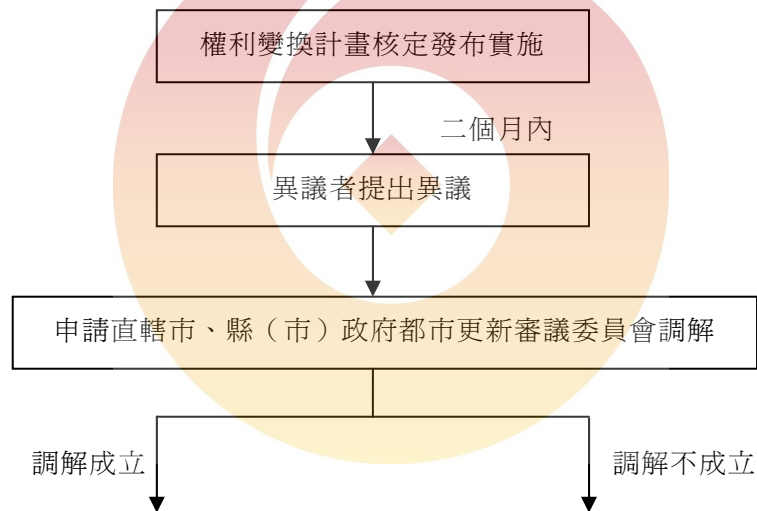 權利變換計畫核定發布實施
二個月內
異議者提出異議
申請直轄市、縣（市）政府都市更新審議委員會調解
調解成立
調解不成立